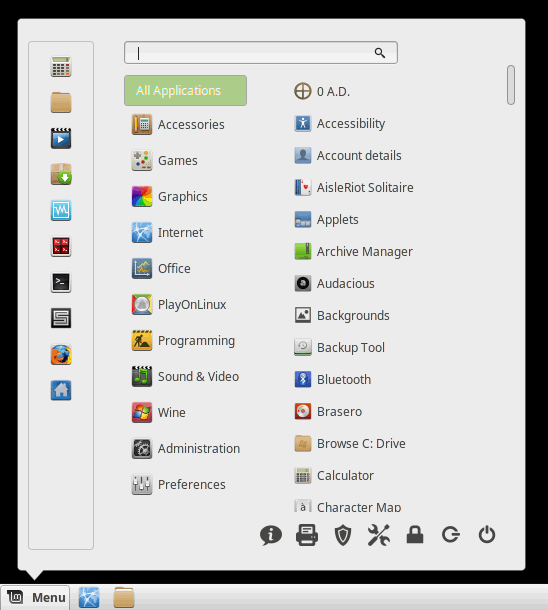 All Applications
Accessories
Games
Graphics
Internet
Office
PlayOnLinux
Programming
Sound & Video
Wine
Administration
Preferences
0 A.D.
Accessibility
Account details
AisleRiot Solitaire
Applets
Archive Manager
Audacious
Backgrounds
Backup Tool
Bluetooth
Brasero
Browse C: Drive
Calculator
Character Map
Menu